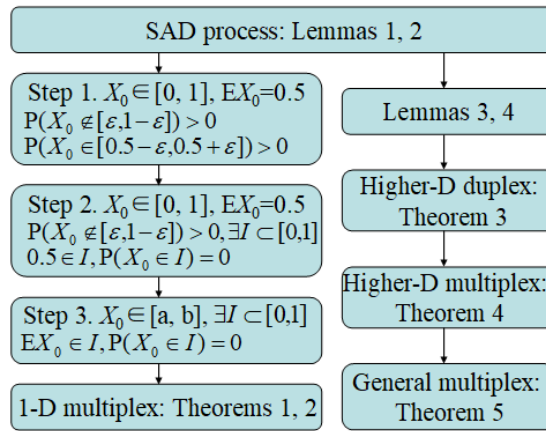 SAD process: Lemmas 1, 2
Step 1. X₀∈[0, 1], EX₀=0.5
P(X₀∉[ε,1−ε])>0
P(X₀∈[0.5−ε,0.5+ε])>0
Step 2. X₀∈[0, 1], EX₀=0.5
P(X₀∉[ε,1−ε])>0,∃I⊂[0,1]
0.5∈I,P(X₀∈I)=0
Step 3. X₀∈[a, b], ∃I⊂[0,1]
EX₀∈I,P(X₀∈I)=0
1-D multiplex: Theorems 1, 2
Lemmas 3, 4
Higher-D duplex:
Theorem 3
Higher-D multiplex:
Theorem 4
General multiplex:
Theorem 5